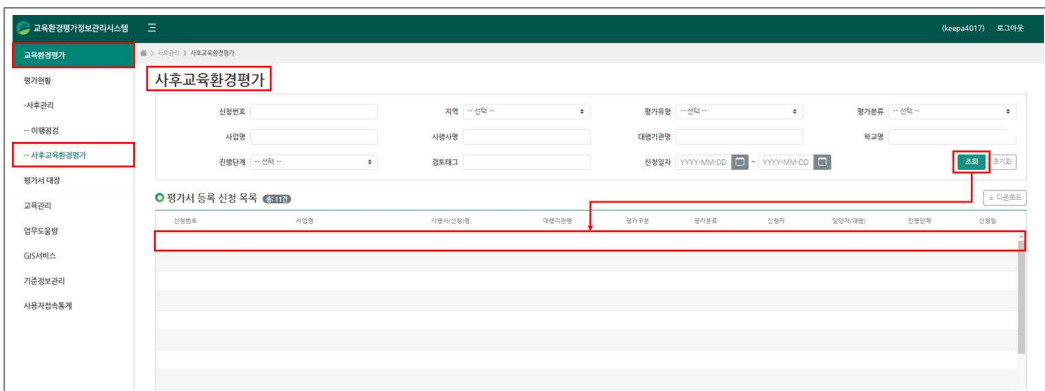 교육환경평가정보관리시스템
(keepa4017) 로그아웃
교육환경평가
사후관리 > 사후교육환경평가
평가현황
-사후관리
-- 이행점검
-- 사후교육환경평가
평가서 대장
교육관리
업무도움방
GIS서비스
기준정보관리
사용자접속통계
사후교육환경평가
신청번호 지역 -- 선택 -- 평가유형 -- 선택 -- 평가분류 -- 선택 --
사업명 시행사명 대행기관명 학교명
진행단계 -- 선택 -- 검토태그 신청일자 YYYY-MM-DD ~ YYYY-MM-DD 조회 초기화
평가서 등록 신청 목록 총:11건 다운로드
신청번호 사업명 시행사(신청)명 대행기관명 평가구분 평가분류 신청자 담당자(대행) 진행단계 신청일